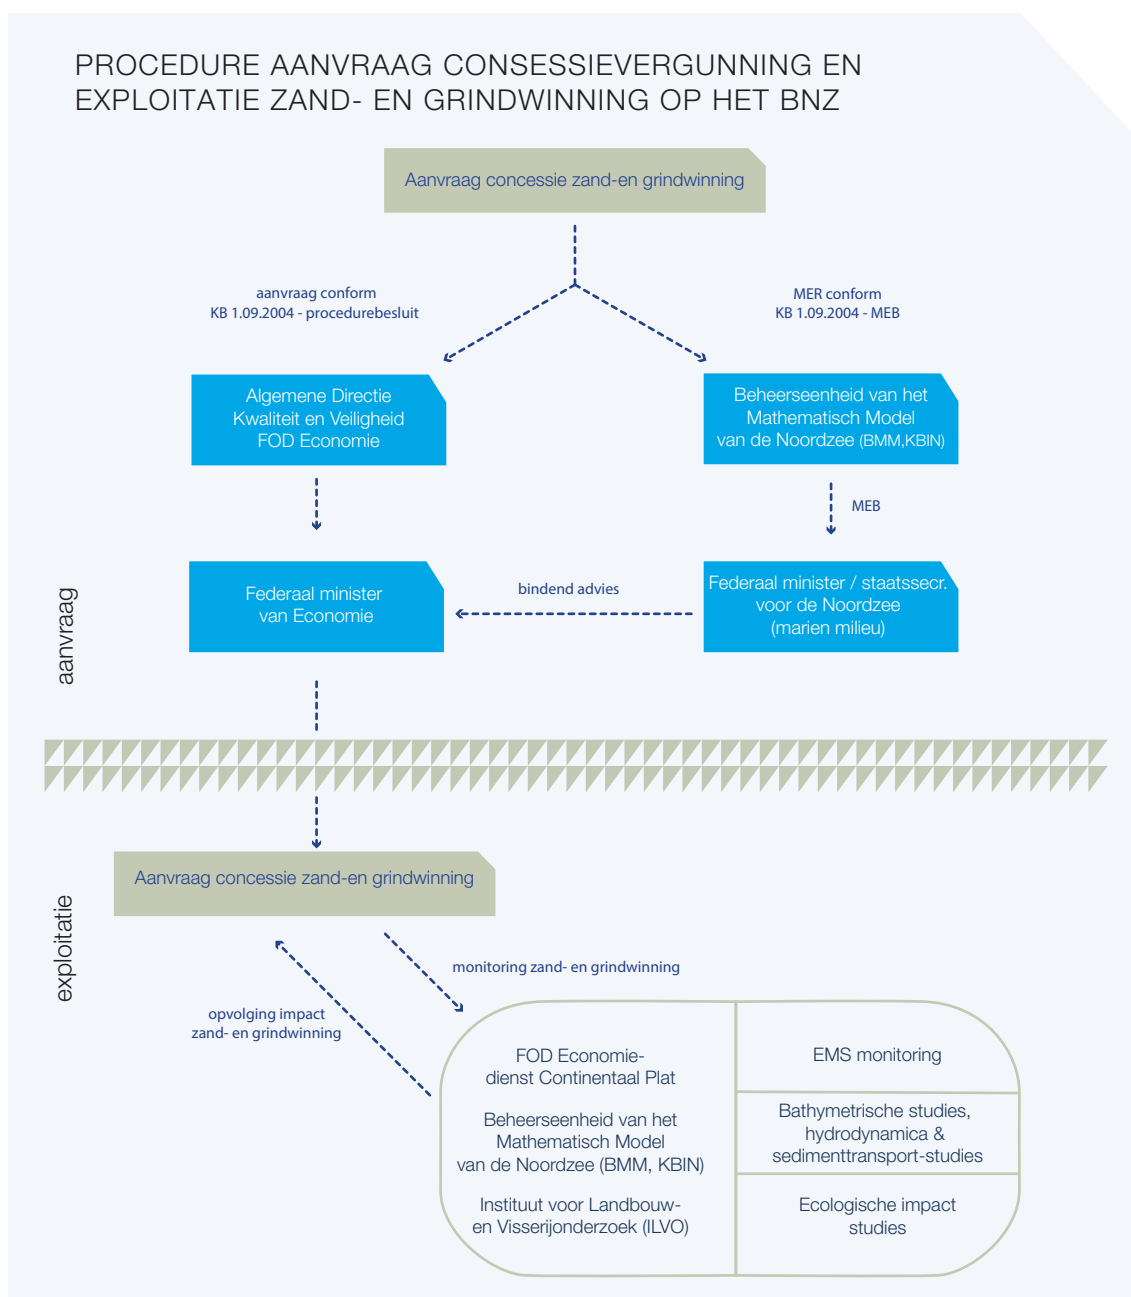 PROCEDURE AANVRAAG CONSESSIEVERGUNNING EN
EXPLOITATIE ZAND- EN GRINDWINNING OP HET BNZ
Aanvraag concessie zand-en grindwinning
aanvraag conform
KB 1.09.2004 - procedurebesluit
MER conform
KB 1.09.2004 - MEB
Algemene Directie
Kwaliteit en Veiligheid
FOD Economie
Beheerseenheid van het
Mathematisch Model
van de Noordzee (BMM,KBIN)
MEB
Federaal minister
van Economie
bindend advies
Federaal minister / staatssecr.
voor de Noordzee
(marien milieu)
aanvraag
Aanvraag concessie zand-en grindwinning
exploitatie
monitoring zand- en grindwinning
opvolging impact
zand- en grindwinning
FOD Economie-
dienst Continentaal Plat
Beheerseenheid van het
Mathematisch Model
van de Noordzee (BMM, KBIN)
Instituut voor Landbouw-
en Visserijonderzoek (ILVO)
EMS monitoring
Bathymetrische studies,
hydrodynamica &
sedimenttransport-studies
Ecologische impact
studies